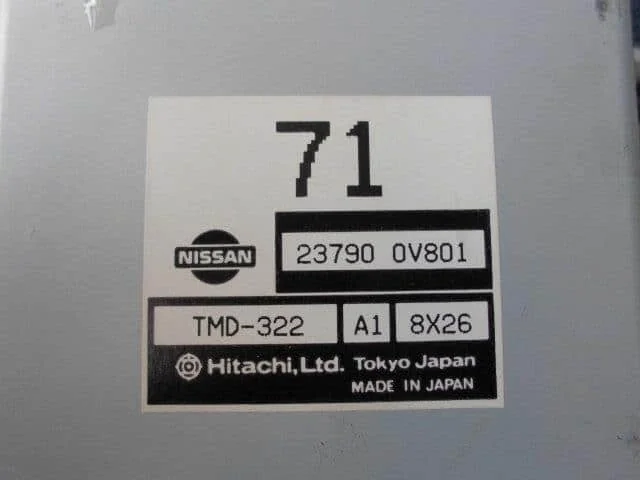 71
NISSAN
23790 0V801
TMD-322 A1 8X26
Hitachi, Ltd. Tokyo Japan
MADE IN JAPAN